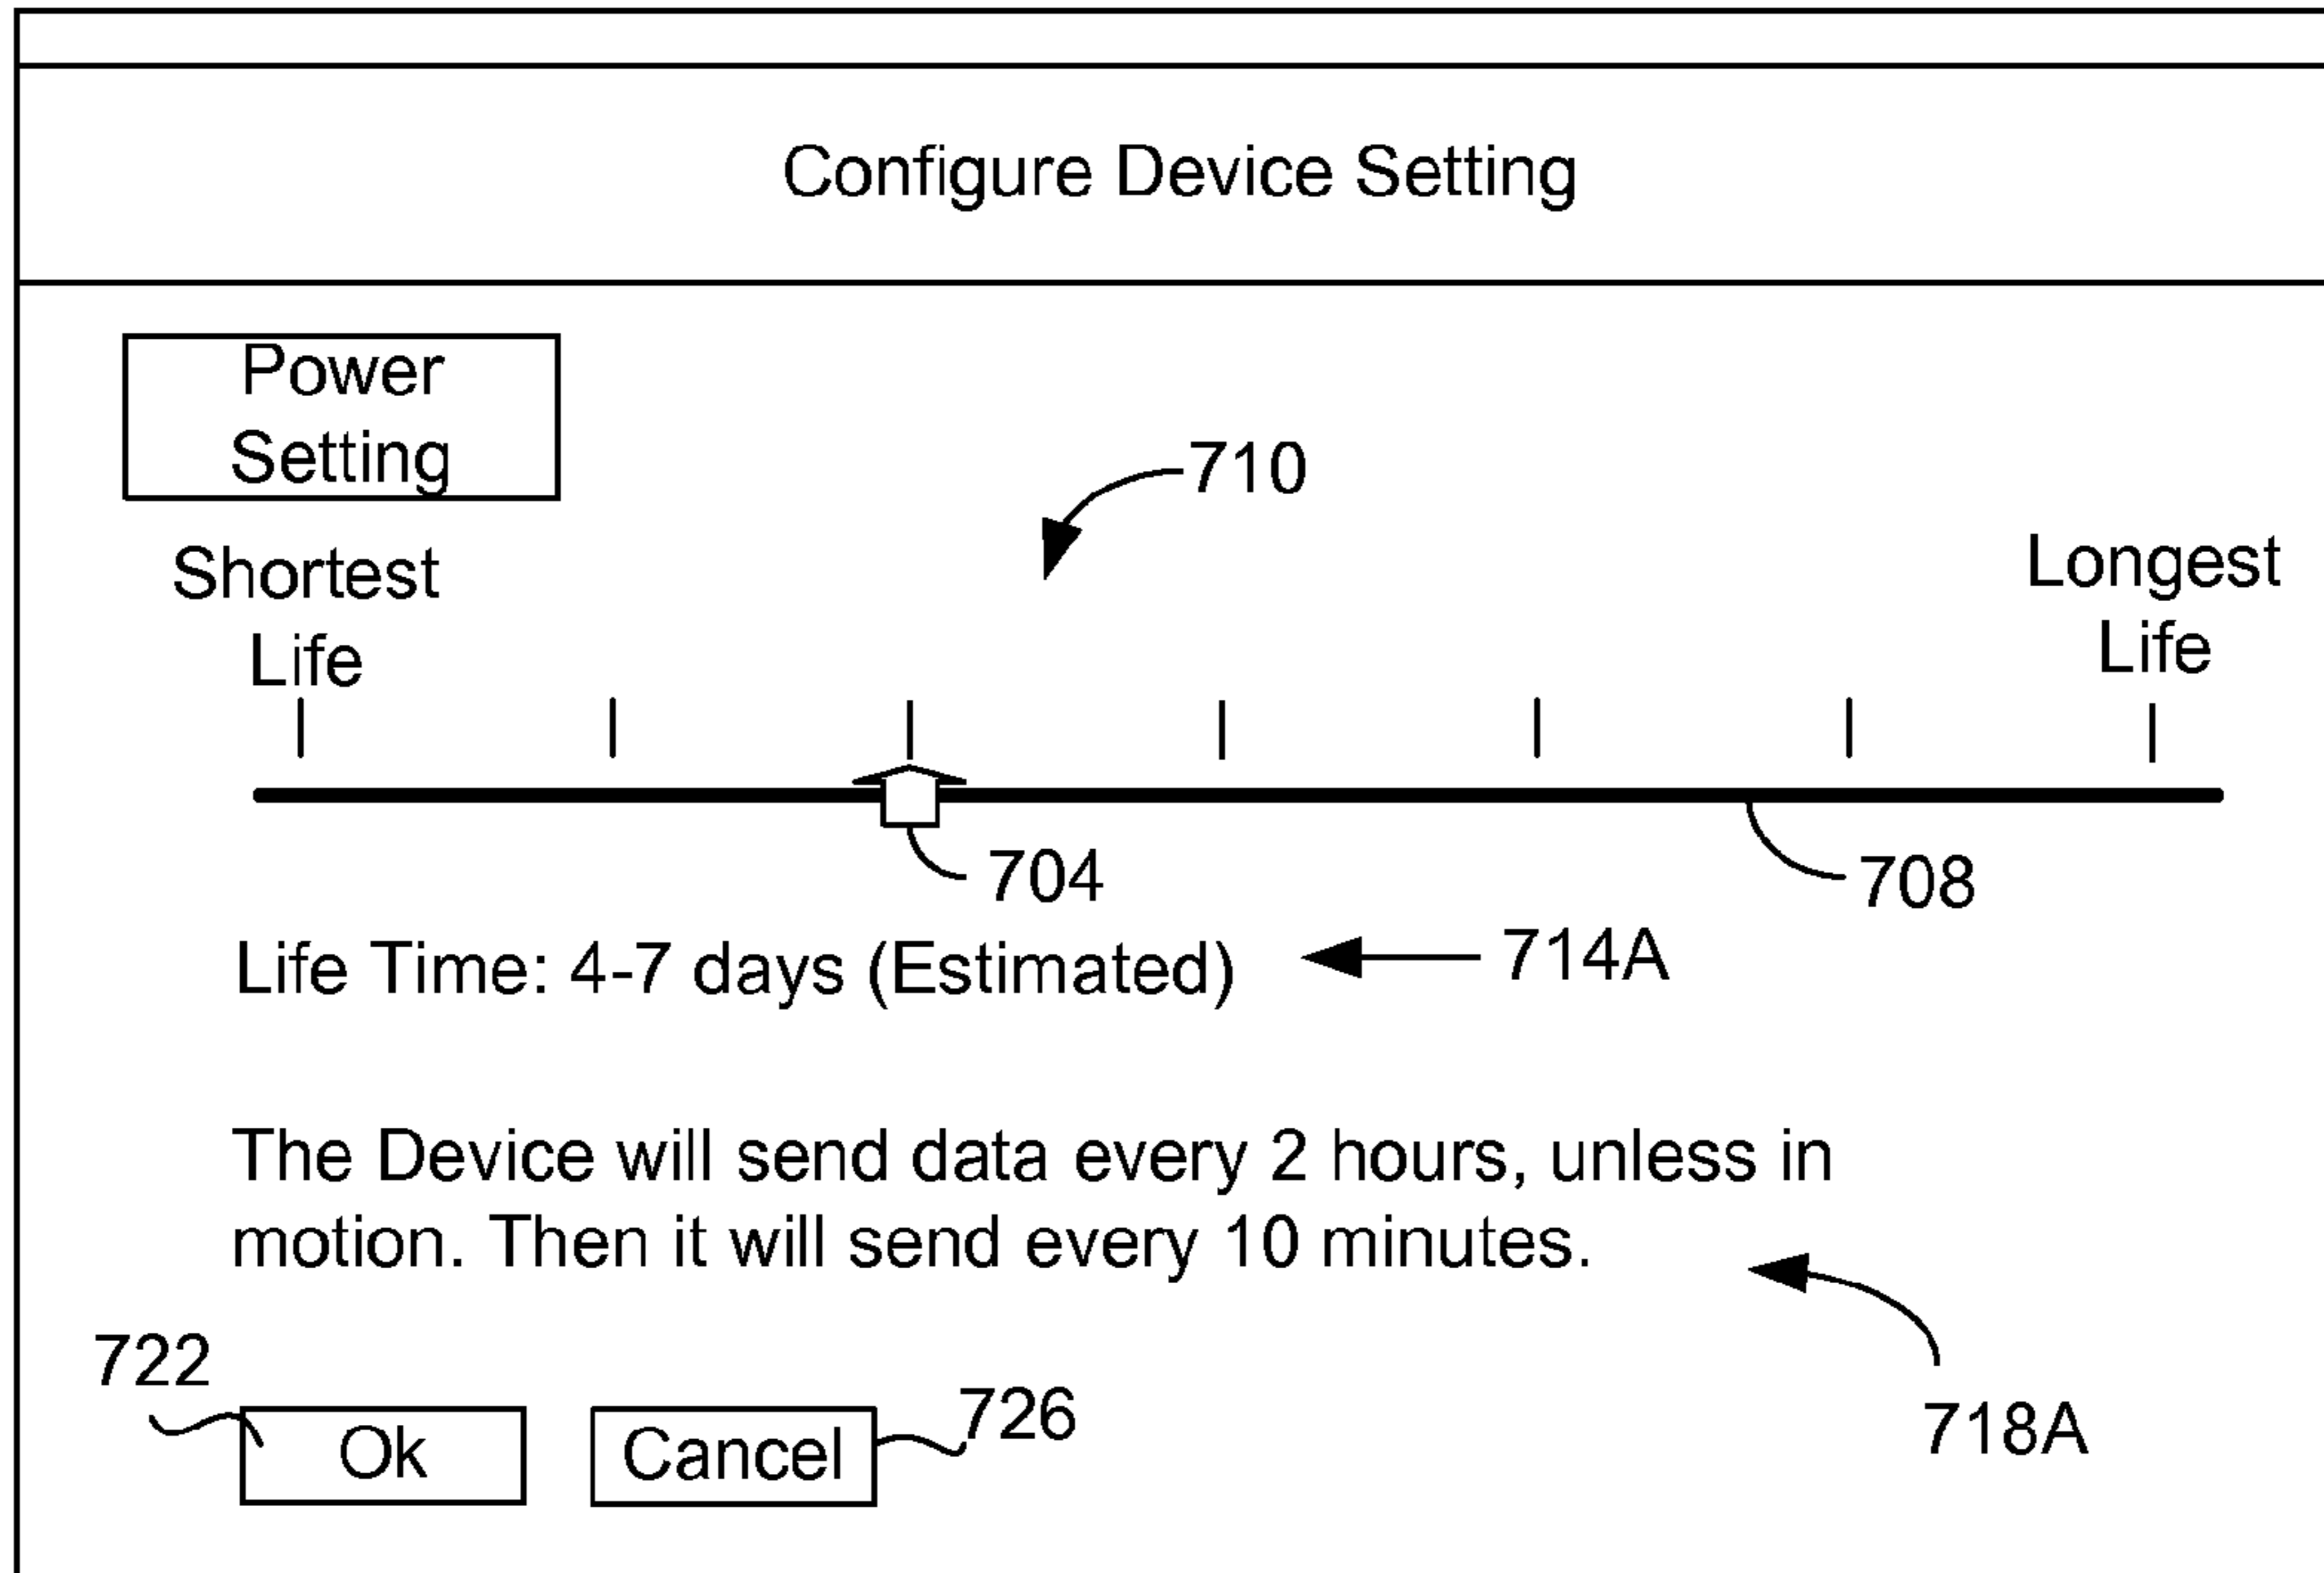 Configure Device Setting
Power
Setting
710
Shortest
Life
Longest
Life
704
708
Life Time: 4-7 days (Estimated)
714A
The Device will send data every 2 hours, unless in
motion. Then it will send every 10 minutes.
722
Ok
Cancel
726
718A